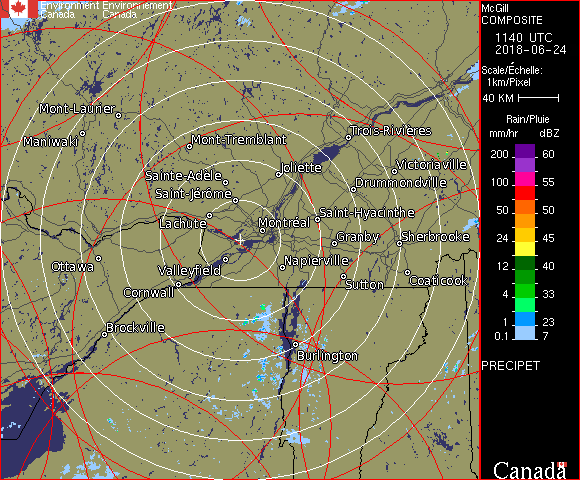 Environment Environnement
Canada Canada
McGill
COMPOSITE
1140 UTC
2018-06-24
Scale/Échelle:
1km/Pixel
40 KM
Rain/Pluie
mm/hr dBZ
200 60
100 55
50 50
24 45
12 40
4 33
1 23
0.1 7
PRECIPET
Canada
Mont-Laurier
Maniwaki
Mont-Tremblant
Trois-Rivières
Sainte-Adèle
Joliette
Victoriaville
Saint-Jérôme
Drummondville
Lachute
Montréal
Saint-Hyacinthe
Granby
Sherbrooke
Ottawa
Valleyfield
Napierville
Cornwall
Sutton
Coaticook
Brockville
Burlington